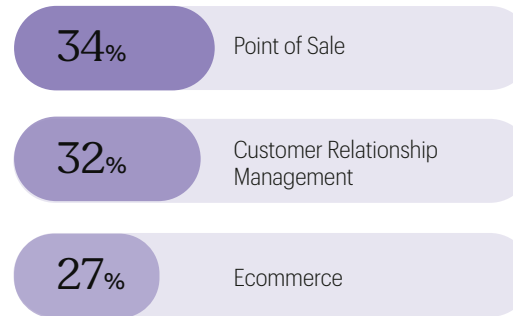 34% Point of Sale
32% Customer Relationship
Management
27% Ecommerce